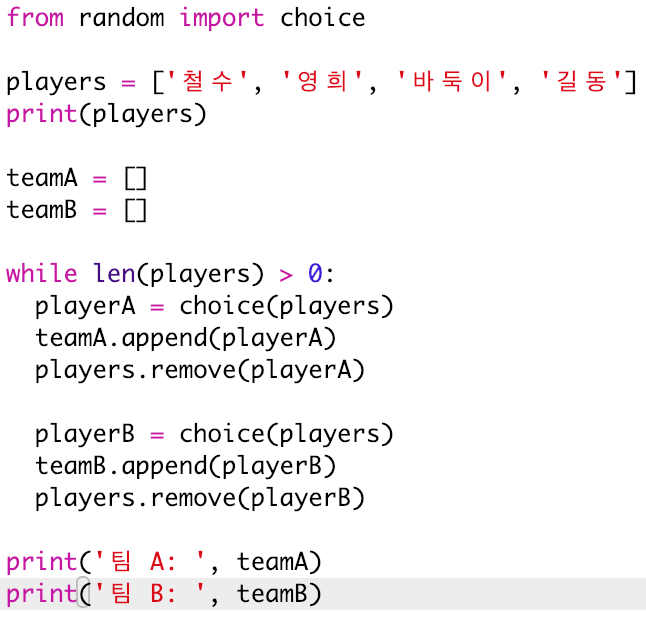 from random import choice

players = ['철수', '영희', '바둑이', '길동']
print(players)

teamA = []
teamB = []

while len(players) > 0:
  playerA = choice(players)
  teamA.append(playerA)
  players.remove(playerA)

  playerB = choice(players)
  teamB.append(playerB)
  players.remove(playerB)

print('팀 A: ', teamA)
print('팀 B: ', teamB)